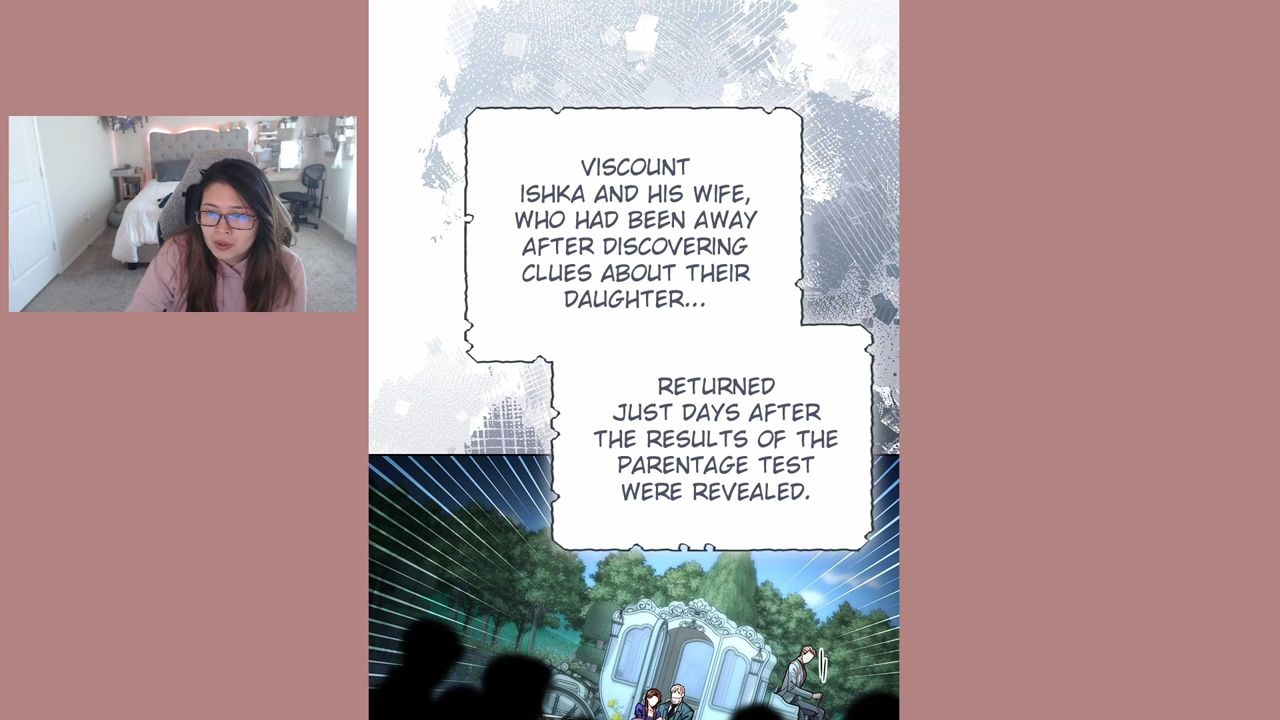 VISCOUNT
ISHKA AND HIS WIFE,
WHO HAD BEEN AWAY
AFTER DISCOVERING
CLUES ABOUT THEIR
DAUGHTER...
RETURNED
JUST DAYS AFTER
THE RESULTS OF THE
PARENTAGE TEST
WERE REVEALED.